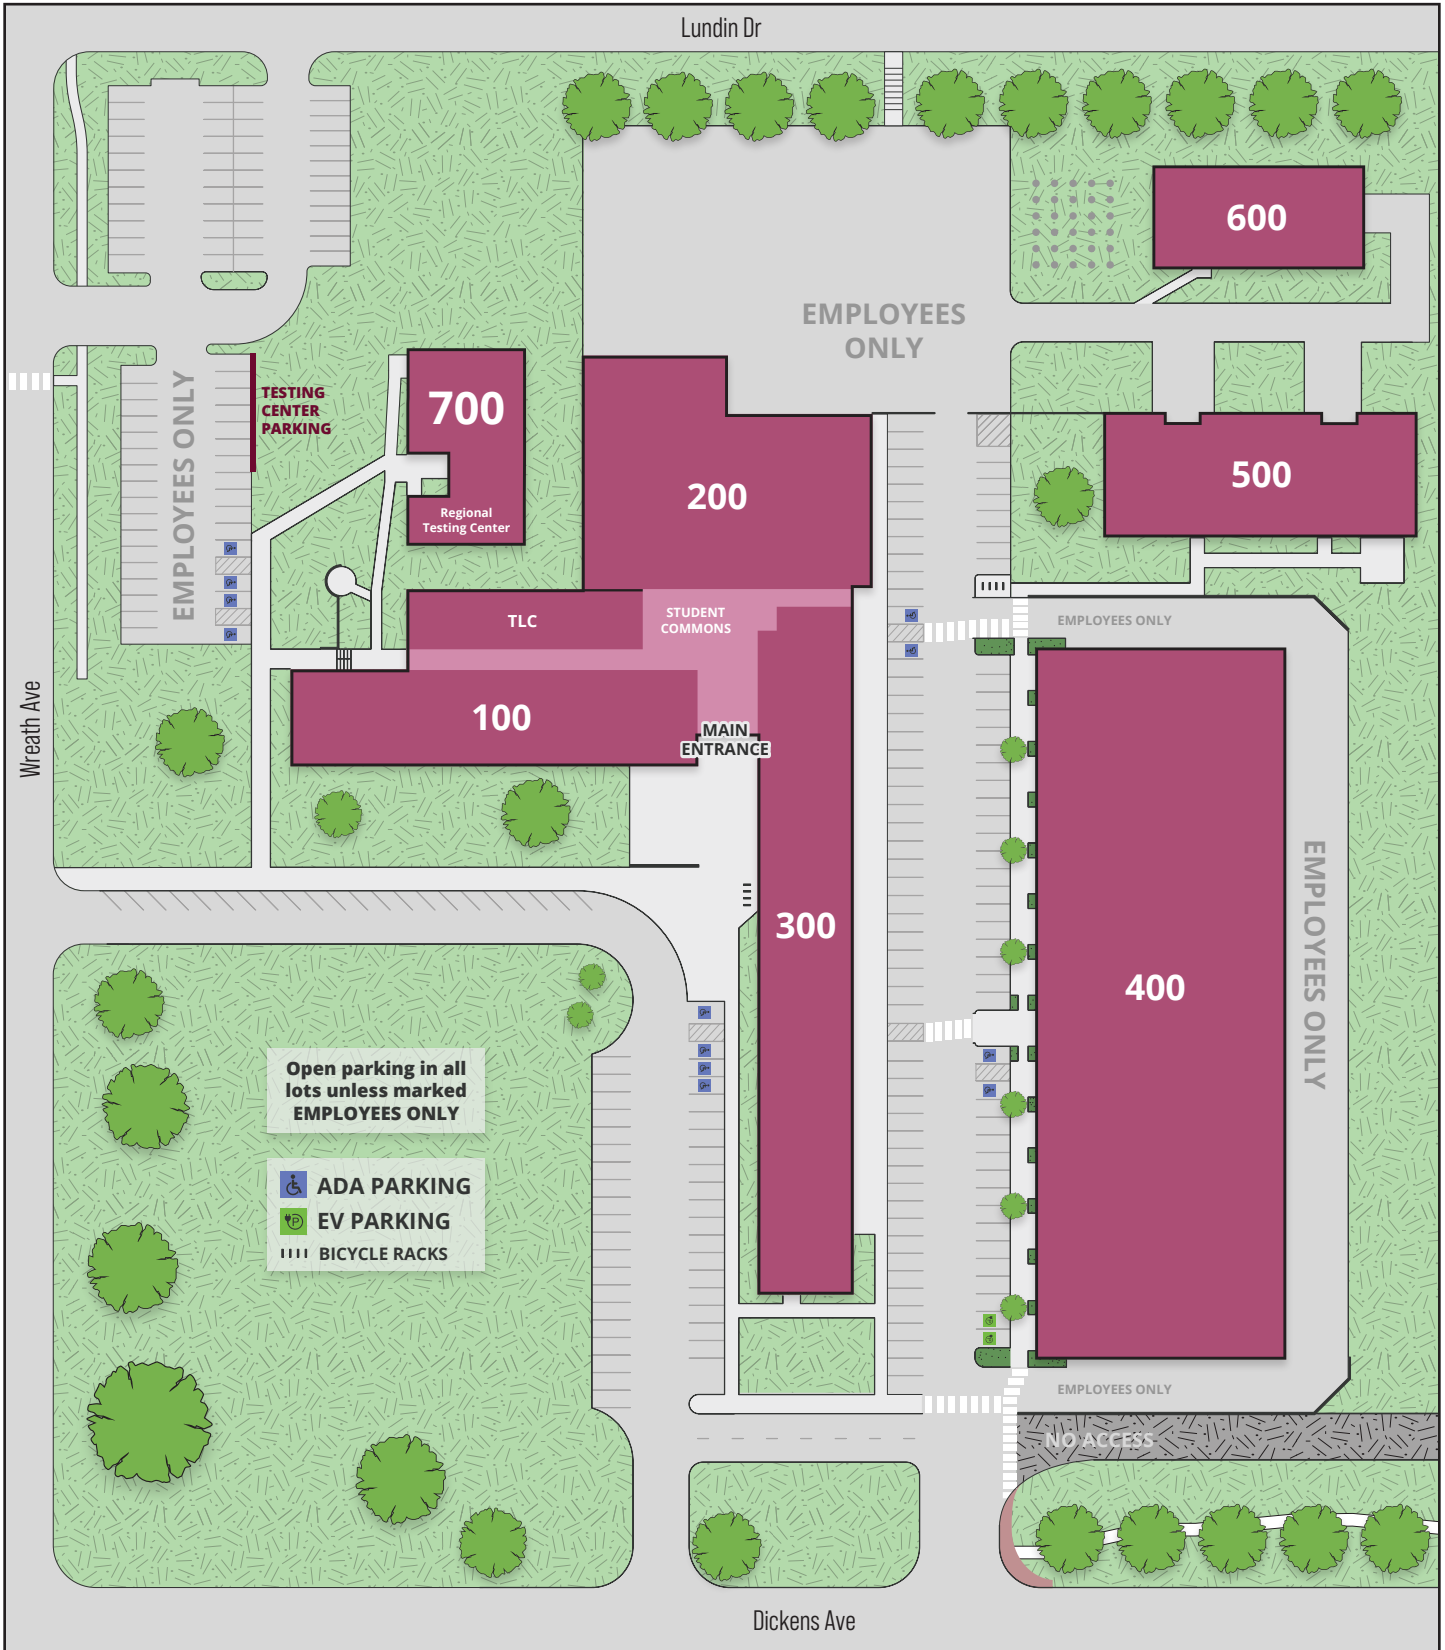 Lundin Dr
600
EMPLOYEES
ONLY
700
TESTING
CENTER
PARKING
EMPLOYEES ONLY
500
200
Regional
Testing Center
TLC
STUDENT
COMMONS
EMPLOYEES ONLY
100
MAIN
ENTRANCE
Wreath Ave
300
400
EMPLOYEES ONLY
Open parking in all
lots unless marked
EMPLOYEES ONLY
ADA PARKING
P
EV PARKING
BICYCLE RACKS
EMPLOYEES ONLY
NO ACCESS
Dickens Ave